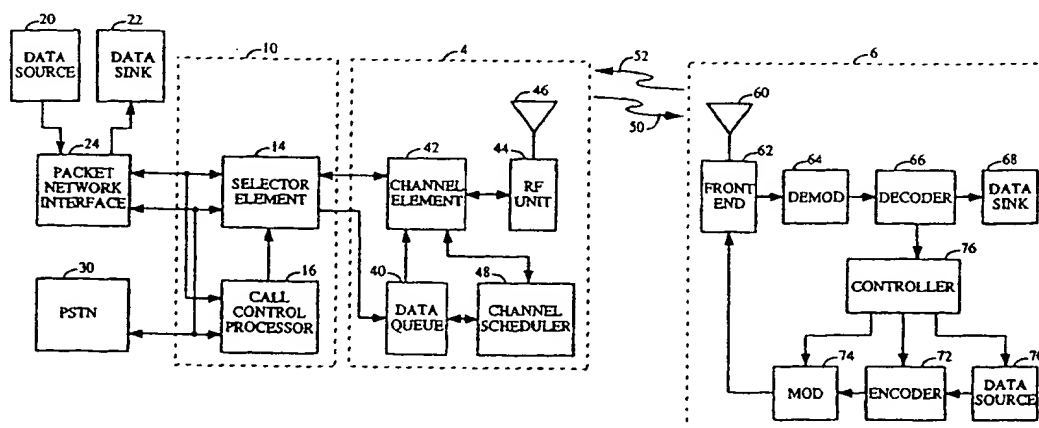 20
DATA
SOURCE
22
DATA
SINK
24
PACKET
NETWORK
INTERFACE
30
PSTN
10
14
SELECTOR
ELEMENT
16
CALL
CONTROL
PROCESSOR
4
42
CHANNEL
ELEMENT
46
44
RF
UNIT
40
DATA
QUEUE
48
CHANNEL
SCHEDULER
52
50
6
60
62
FRONT
END
64
DEMOD
66
DECODER
68
DATA
SINK
76
CONTROLLER
74
MOD
72
ENCODER
70
DATA
SOURCE